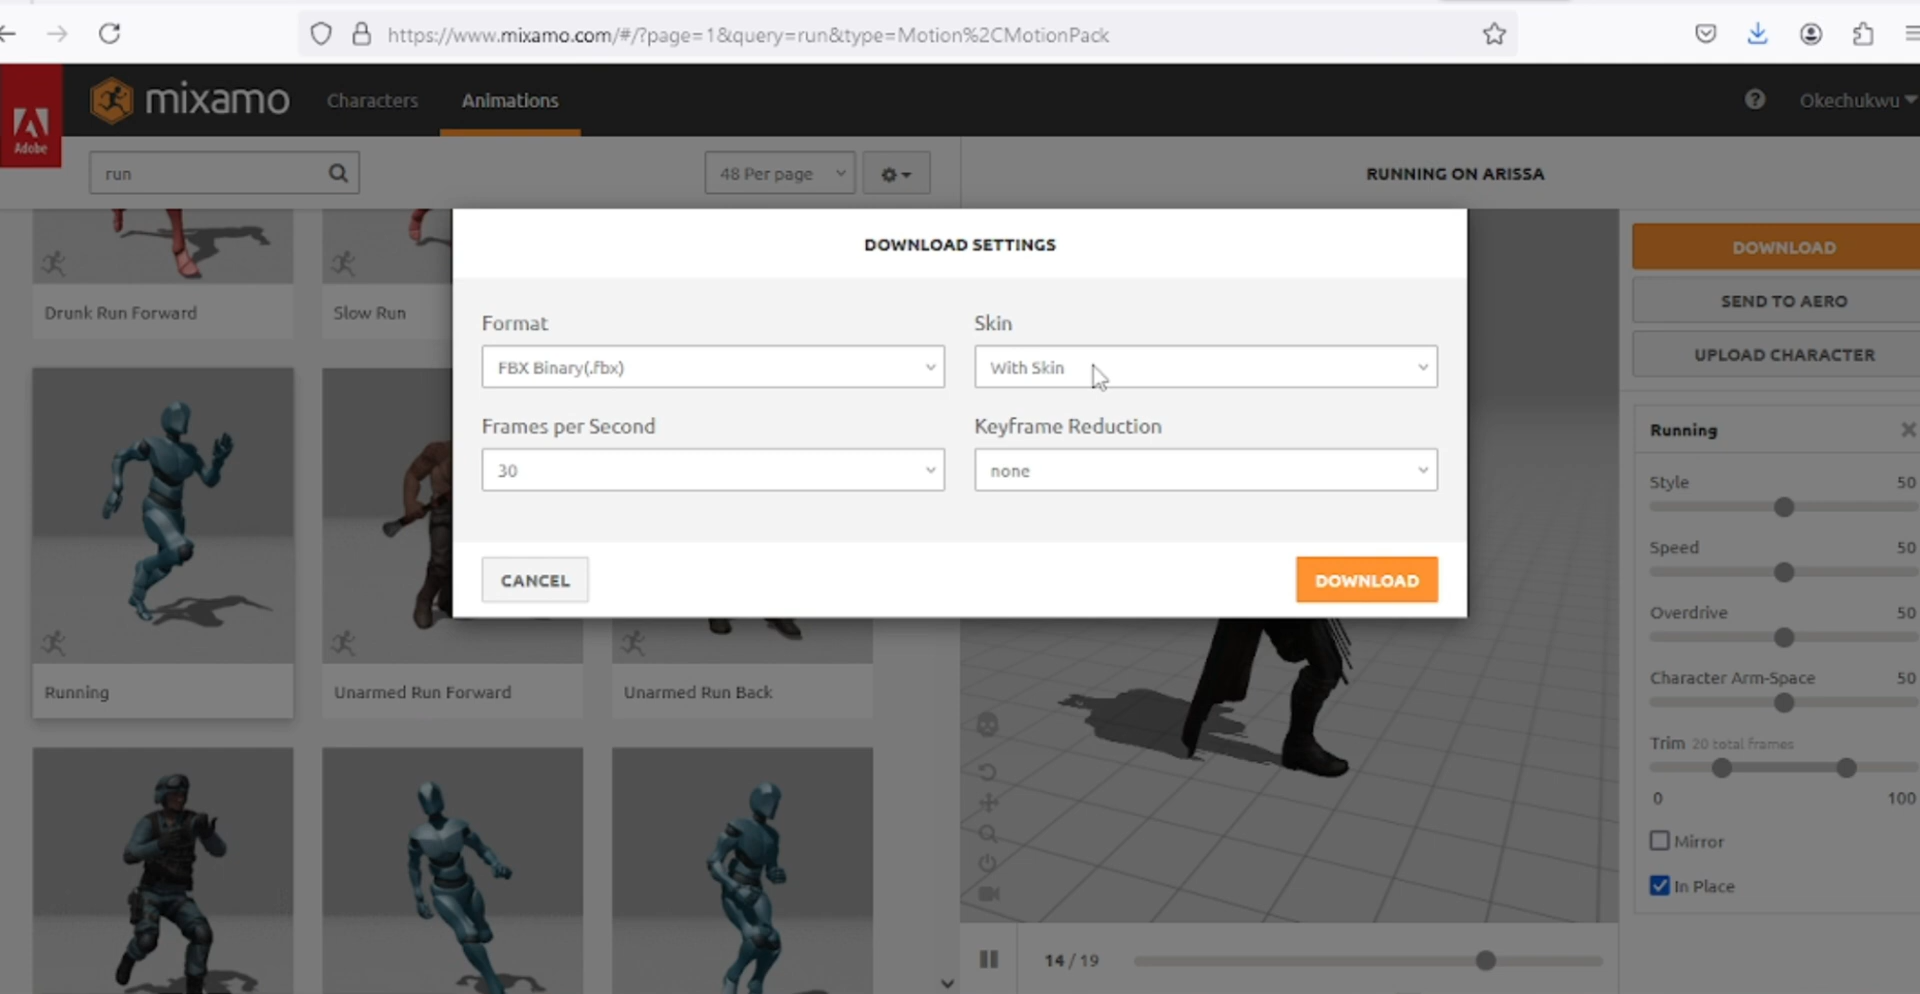 https://www.mixamo.com/#/?page=1&query=run&type=Motion%2CMotionPack
Adobe
mixamo
Characters
Animations
Okechukwu
run
48 Per page
RUNNING ON ARISSA
DOWNLOAD SETTINGS
Format
Skin
FBX Binary(.fbx)
With Skin
Frames per Second
Keyframe Reduction
30
none
CANCEL
DOWNLOAD
Drunk Run Forward
Slow Run
Running
Unarmed Run Forward
Unarmed Run Back
14 / 19
DOWNLOAD
SEND TO AERO
UPLOAD CHARACTER
Running
Style 50
Speed 50
Overdrive 50
Character Arm-Space 50
Trim 20 total frames
0 100
Mirror
In Place